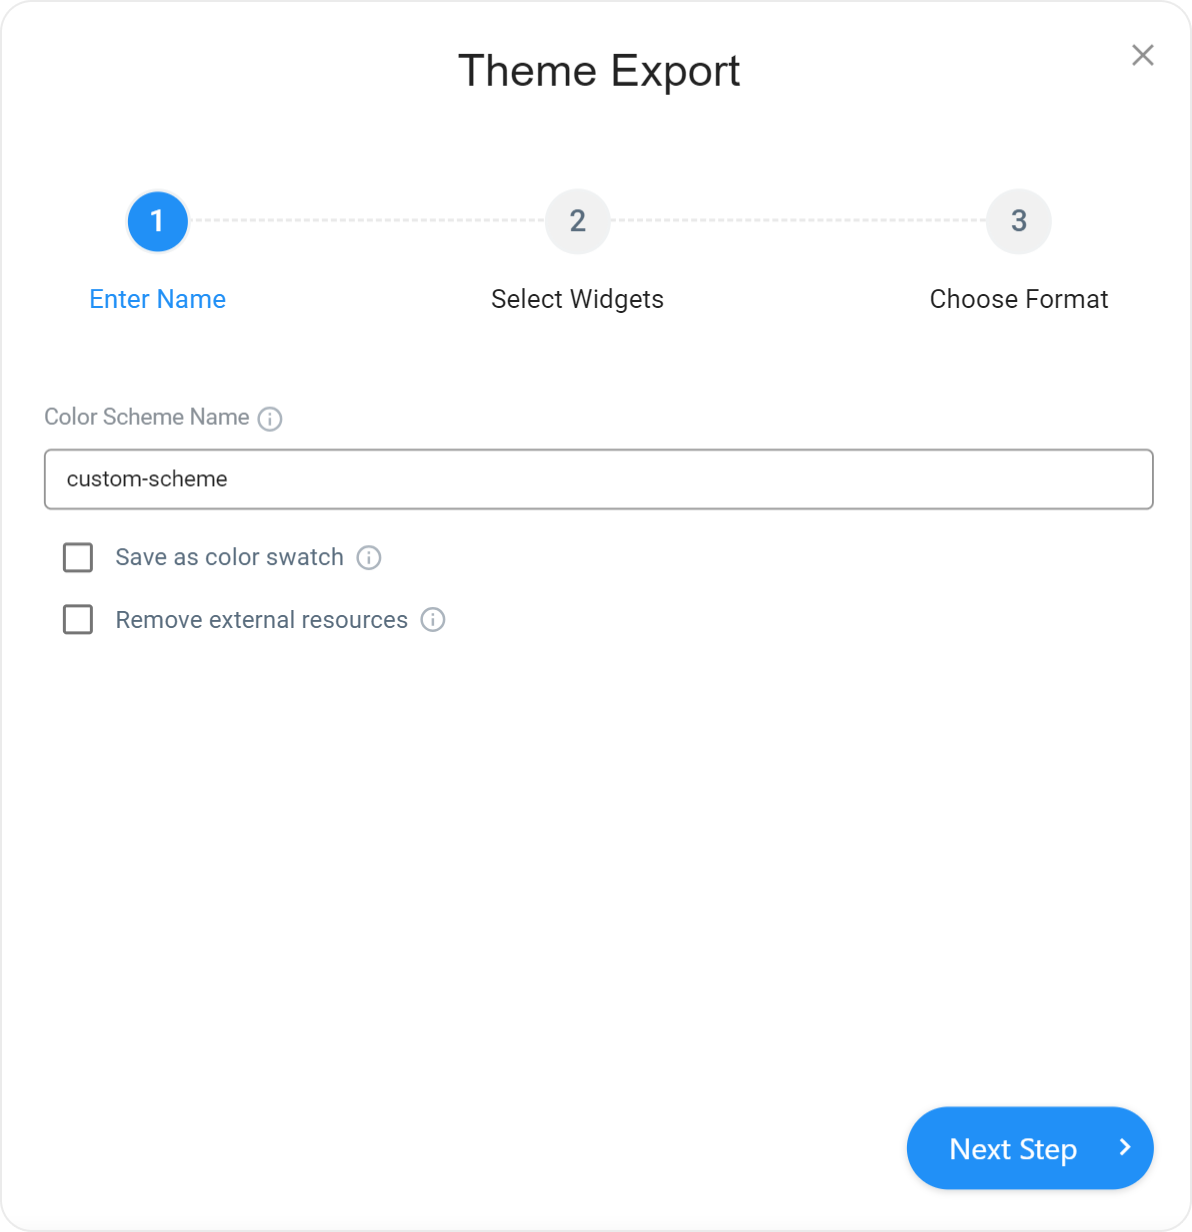 Theme Export
1
2
3
Enter Name
Select Widgets
Choose Format
Color Scheme Name
custom-scheme
Save as color swatch
Remove external resources
Next Step